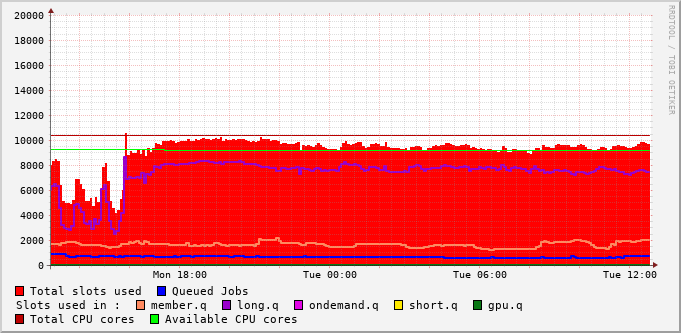 RRDTOOL / TOBI OETIKER
20000
18000
16000
14000
12000
10000
8000
6000
4000
2000
0
Mon 18:00 Tue 00:00 Tue 06:00 Tue 12:00
Total slots used Queued Jobs
Slots used in : member.q long.q ondemand.q short.q gpu.q
Total CPU cores Available CPU cores